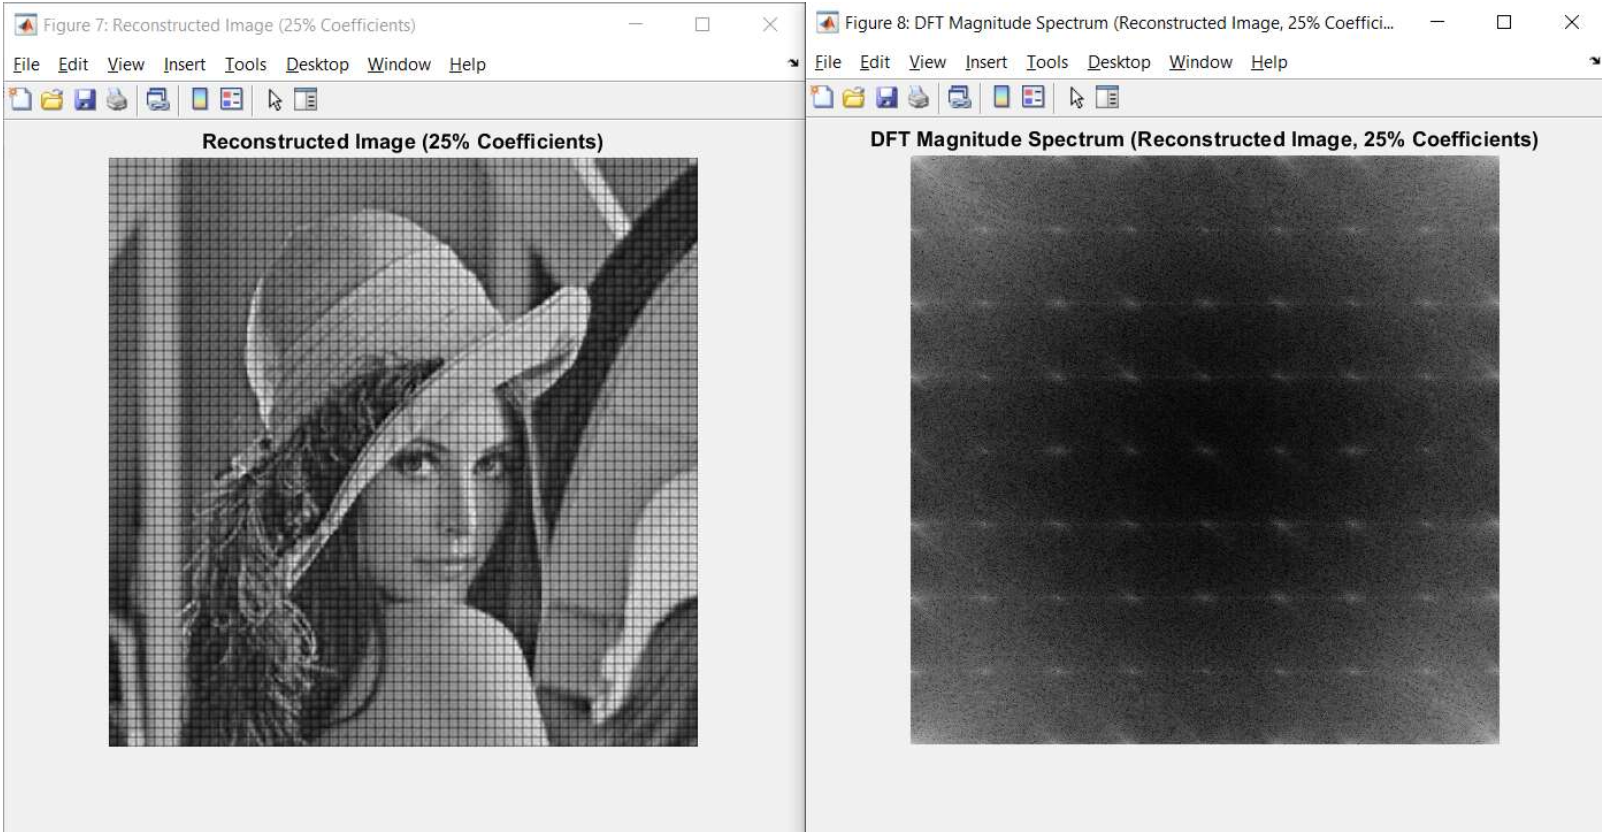 Figure 7: Reconstructed Image (25% Coefficients)
File Edit View Insert Tools Desktop Window Help
Reconstructed Image (25% Coefficients)
Figure 8: DFT Magnitude Spectrum (Reconstructed Image, 25% Coeffici...
File Edit View Insert Tools Desktop Window Help
DFT Magnitude Spectrum (Reconstructed Image, 25% Coefficients)